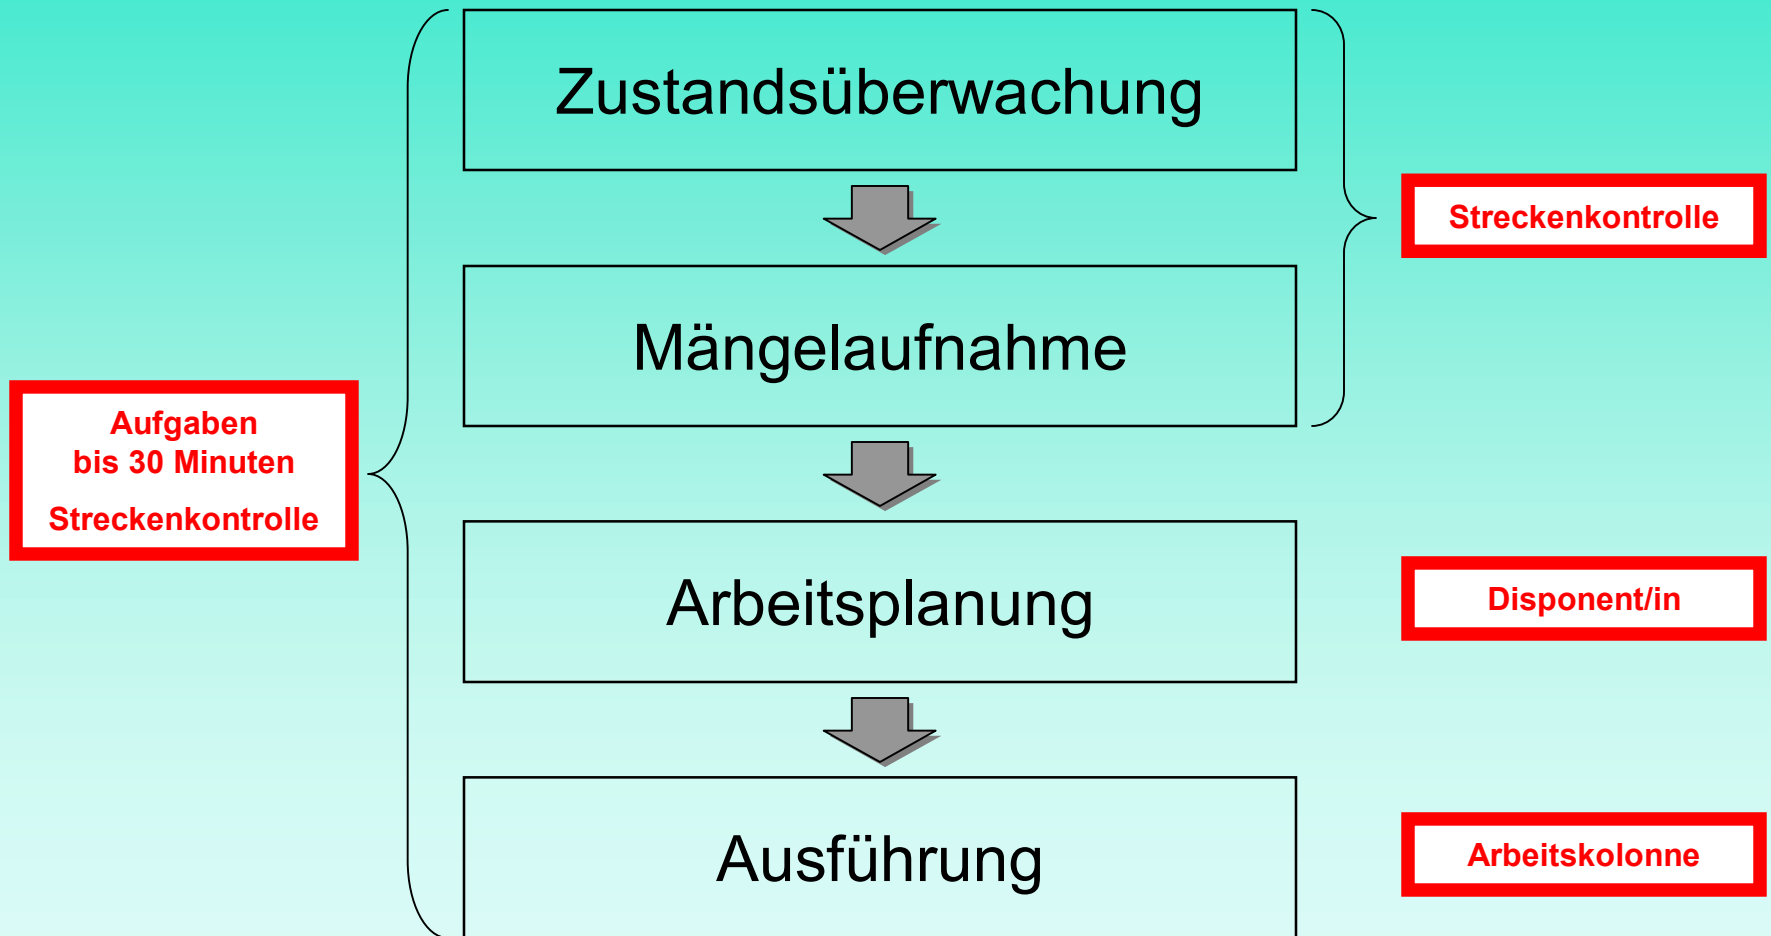 Zustandsüberwachung
Streckenkontrolle
Mängelaufnahme
Aufgaben
bis 30 Minuten
Streckenkontrolle
Arbeitsplanung
Disponent/in
Ausführung
Arbeitskolonne